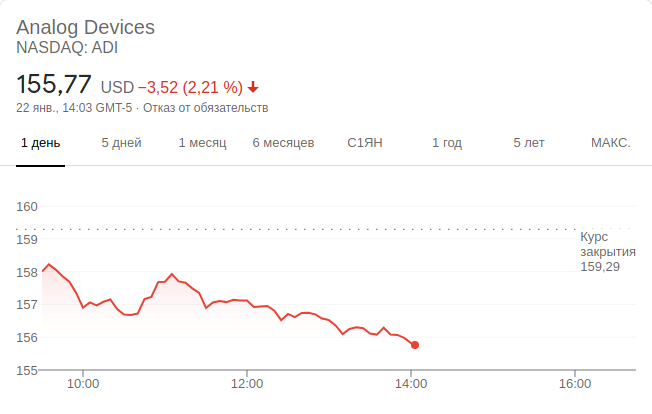 Analog Devices
NASDAQ: ADI
155,77 USD −3,52 (2,21 %)
22 янв., 14:03 GMT-5 · Отказ от обязательств
1 день 5 дней 1 месяц 6 месяцев С1ЯН 1 год 5 лет МАКС.
160
159
158
157
156
155
Курс
закрытия
159,29
10:00 12:00 14:00 16:00